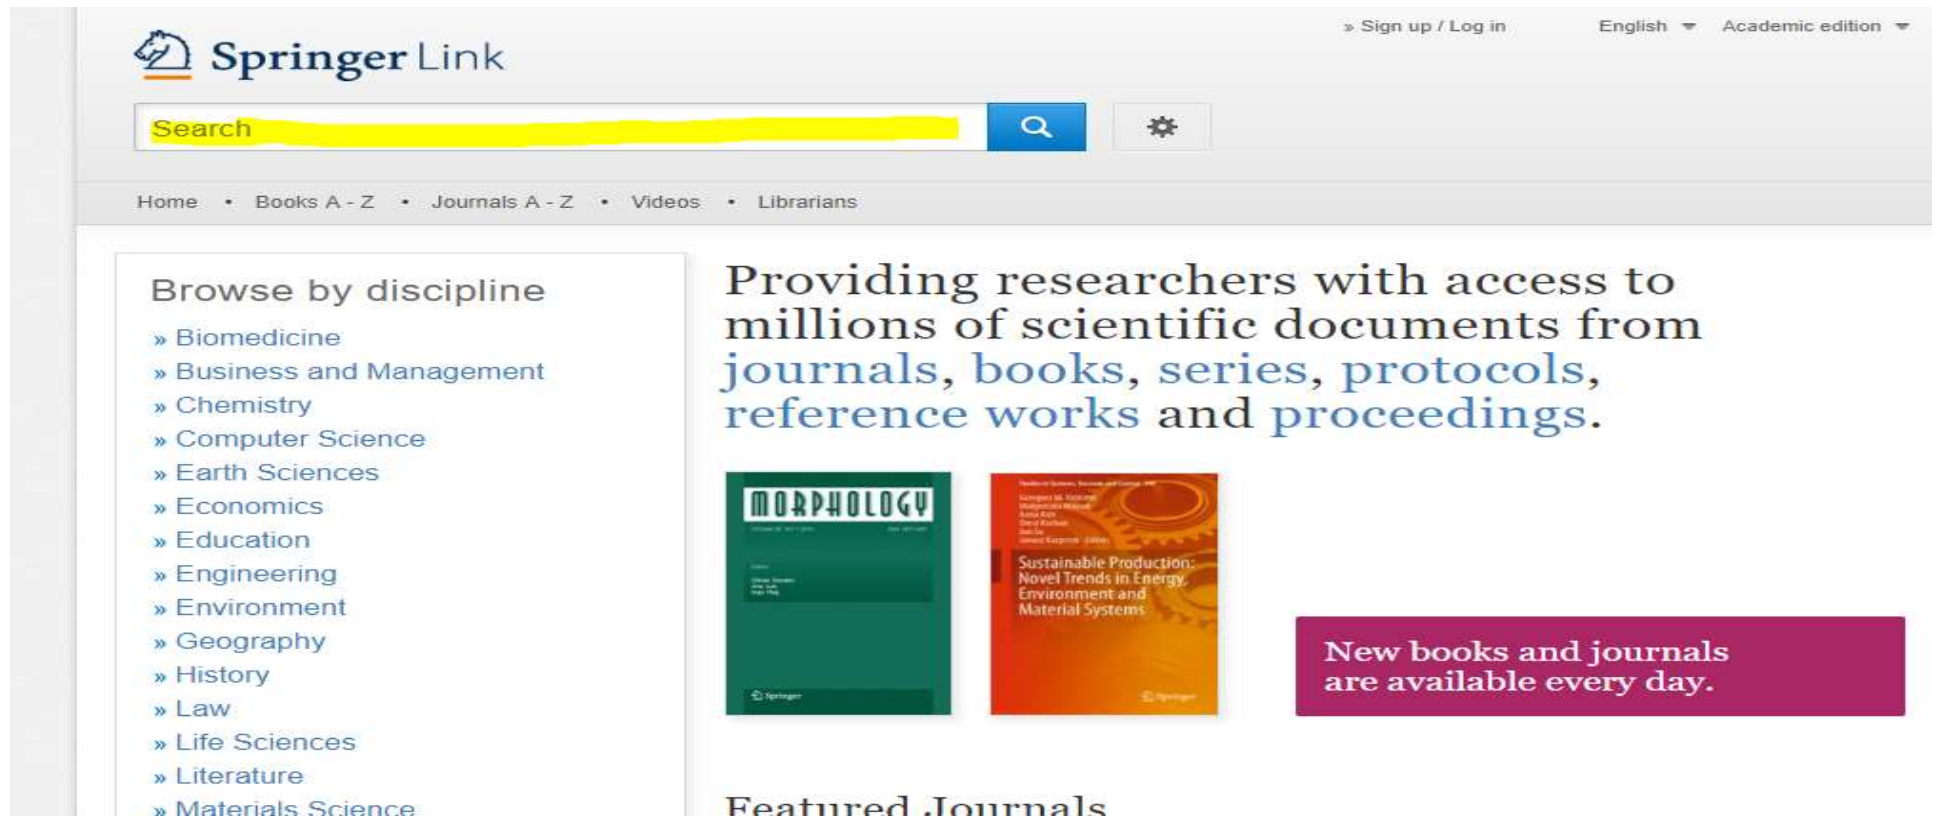 » Sign up / Log in English Academic edition
Springer Link
Search
Home • Books A - Z • Journals A - Z • Videos • Librarians
Browse by discipline
» Biomedicine
» Business and Management
» Chemistry
» Computer Science
» Earth Sciences
» Economics
» Education
» Engineering
» Environment
» Geography
» History
» Law
» Life Sciences
» Literature
» Materials Science
Providing researchers with access to
millions of scientific documents from
journals, books, series, protocols,
reference works and proceedings.
MORPHOLOGY
Springer
Sustainable Production:
Novel Trends in Energy,
Environment and
Material Systems
Springer
New books and journals
are available every day.
Featured Journals